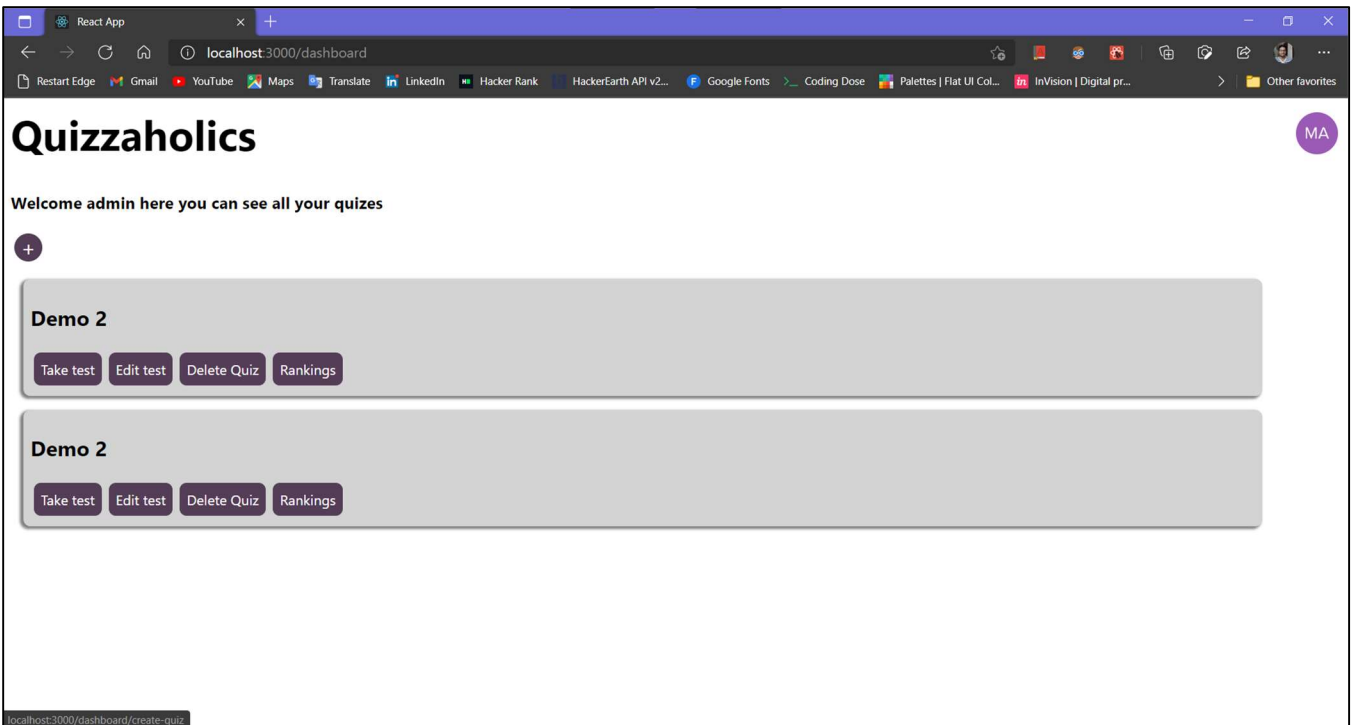 React App
localhost:3000/dashboard
Restart Edge Gmail YouTube Maps Translate LinkedIn Hacker Rank HackerEarth API v2... Google Fonts Coding Dose Palettes | Flat UI Col... InVision | Digital pr... Other favorites
Quizzaholics
MA
Welcome admin here you can see all your quizes
+
Demo 2
Take test Edit test Delete Quiz Rankings
Demo 2
Take test Edit test Delete Quiz Rankings
localhost:3000/dashboard/create-quiz